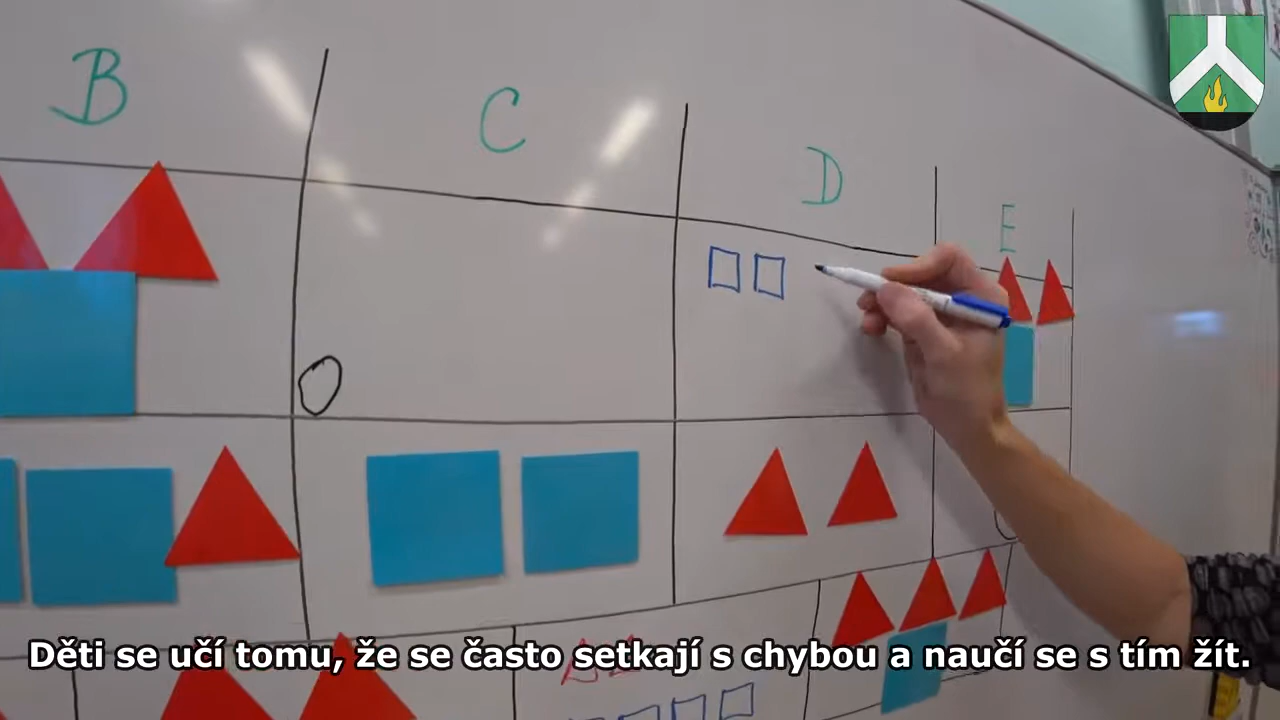 B C D E
Děti se učí tomu, že se často setkají s chybou a naučí se s tím žít.